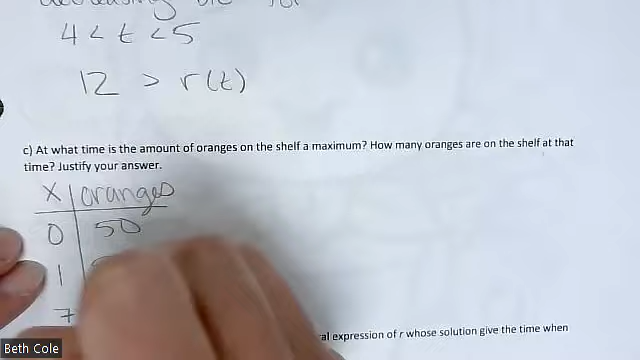 for
4 < t < 5
12 > r(t)
c) At what time is the amount of oranges on the shelf a maximum? How many oranges are on the shelf at that
time? Justify your answer.
x | oranges
0 | 50
1
7
al expression of r whose solution give the time when
Beth Cole